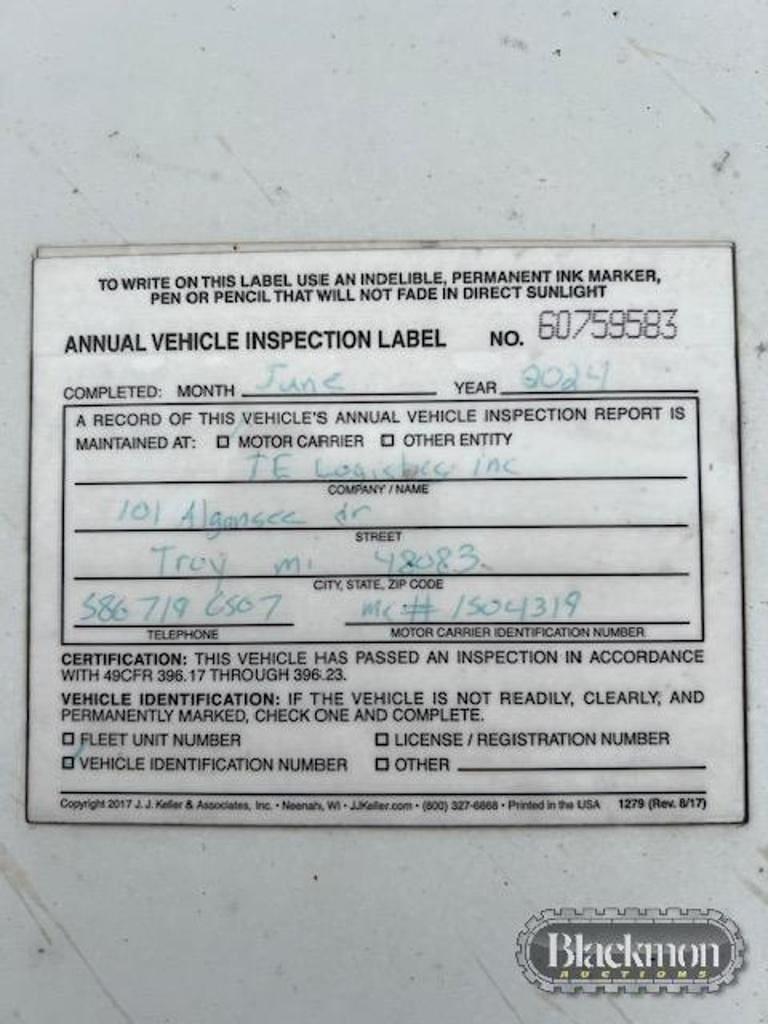 TO WRITE ON THIS LABEL USE AN INDELIBLE, PERMANENT INK MARKER,
PEN OR PENCIL THAT WILL NOT FADE IN DIRECT SUNLIGHT
ANNUAL VEHICLE INSPECTION LABEL NO. 60759583
COMPLETED: MONTH June YEAR 2024
A RECORD OF THIS VEHICLE'S ANNUAL VEHICLE INSPECTION REPORT IS
MAINTAINED AT: ☐ MOTOR CARRIER ☐ OTHER ENTITY
inc
COMPANY / NAME
101 Algonsee dr
STREET
Troy mi 48083
CITY, STATE, ZIP CODE
586 719 6507 mc# 1504319
TELEPHONE MOTOR CARRIER IDENTIFICATION NUMBER
CERTIFICATION: THIS VEHICLE HAS PASSED AN INSPECTION IN ACCORDANCE
WITH 49CFR 396.17 THROUGH 396.23.
VEHICLE IDENTIFICATION: IF THE VEHICLE IS NOT READILY, CLEARLY, AND
PERMANENTLY MARKED, CHECK ONE AND COMPLETE.
☐ FLEET UNIT NUMBER ☐ LICENSE / REGISTRATION NUMBER
☐ VEHICLE IDENTIFICATION NUMBER ☐ OTHER
Copyright 2017 J. J. Keller & Associates, Inc. • Neenah, WI • JJKeller.com • (800) 327-6868 • Printed in the USA 1279 (Rev. 8/17)
Blackmon
AUCTIONS